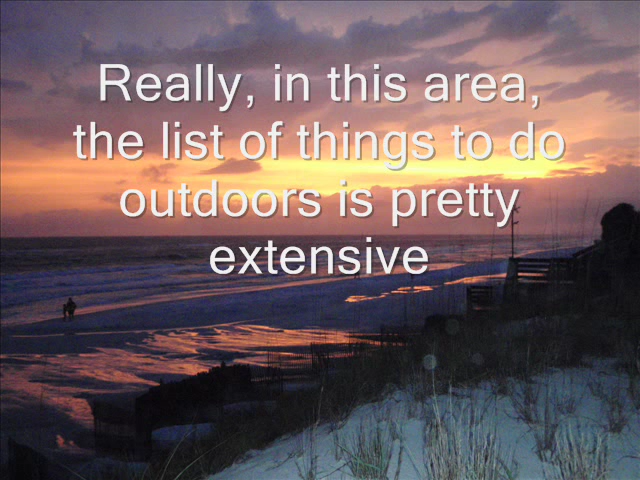 Really, in this area,
the list of things to do
outdoors is pretty
extensive